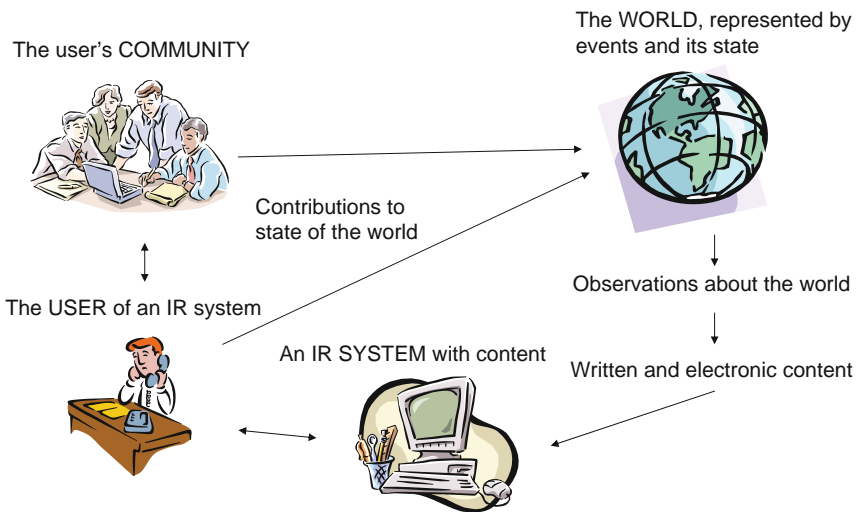 The user's COMMUNITY
The WORLD, represented by
events and its state
Contributions to
state of the world
Observations about the world
The USER of an IR system
An IR SYSTEM with content
Written and electronic content